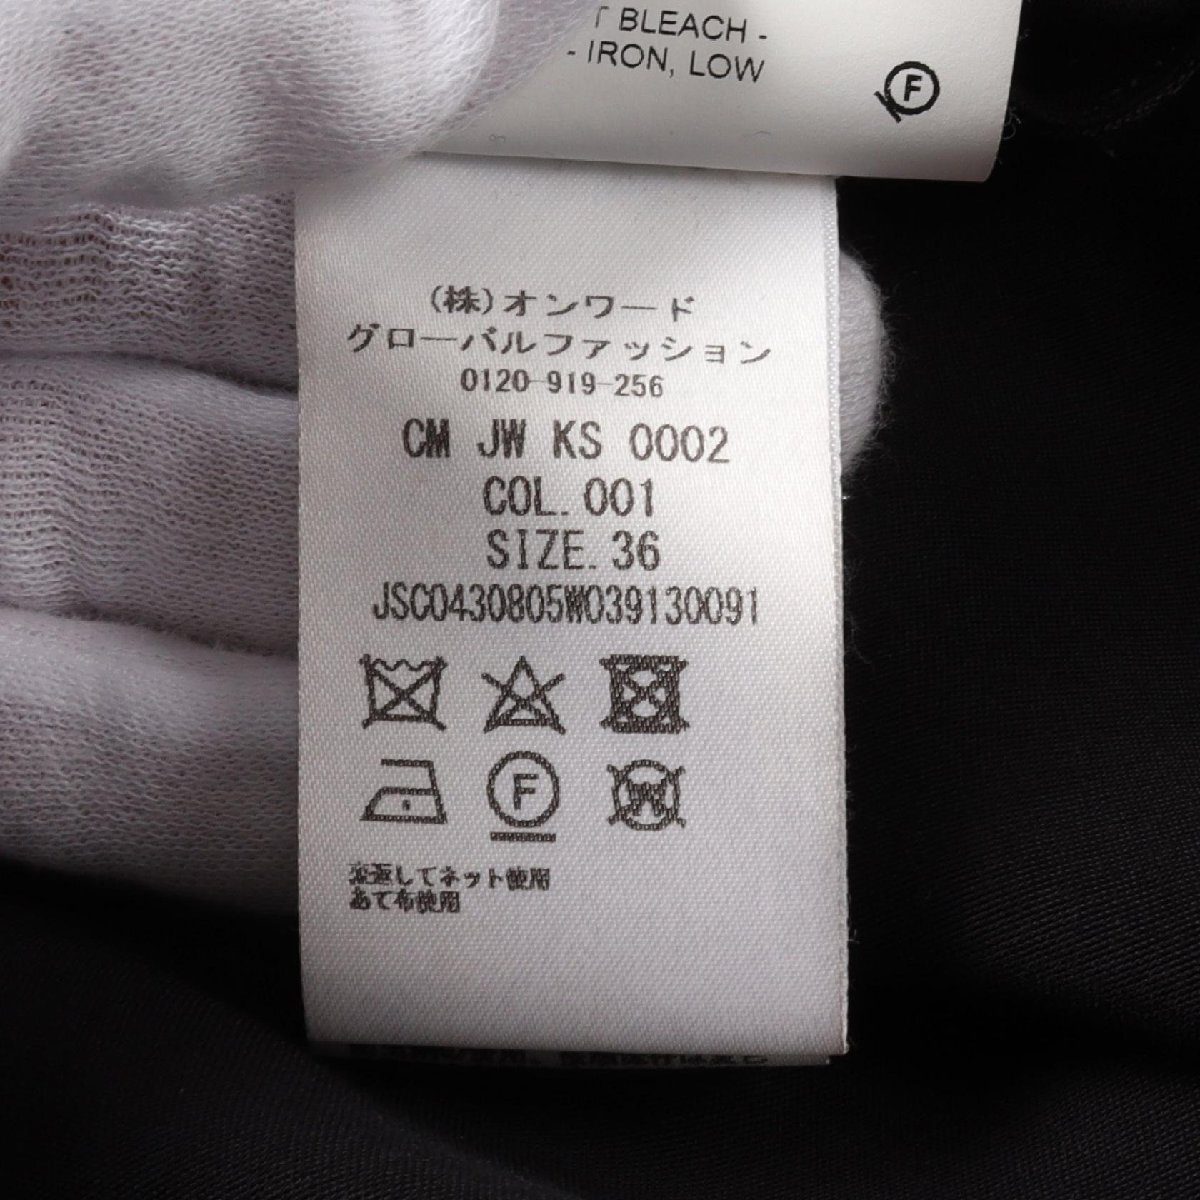 BLEACH -
- IRON, LOW
F
(株)オンワード
グローバルファッション
0120-919-256
CM JW KS 0002
COL.001
SIZE.36
JSC0430805W039130091
F
W
裏返してネット使用
あて布使用